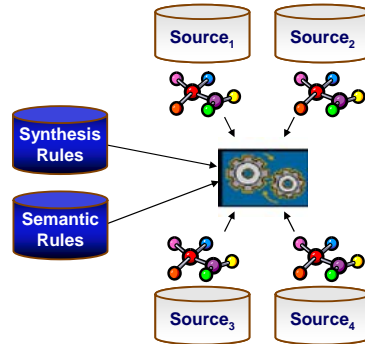 Source1
Source2
Synthesis
Rules
Semantic
Rules
Source3
Source4